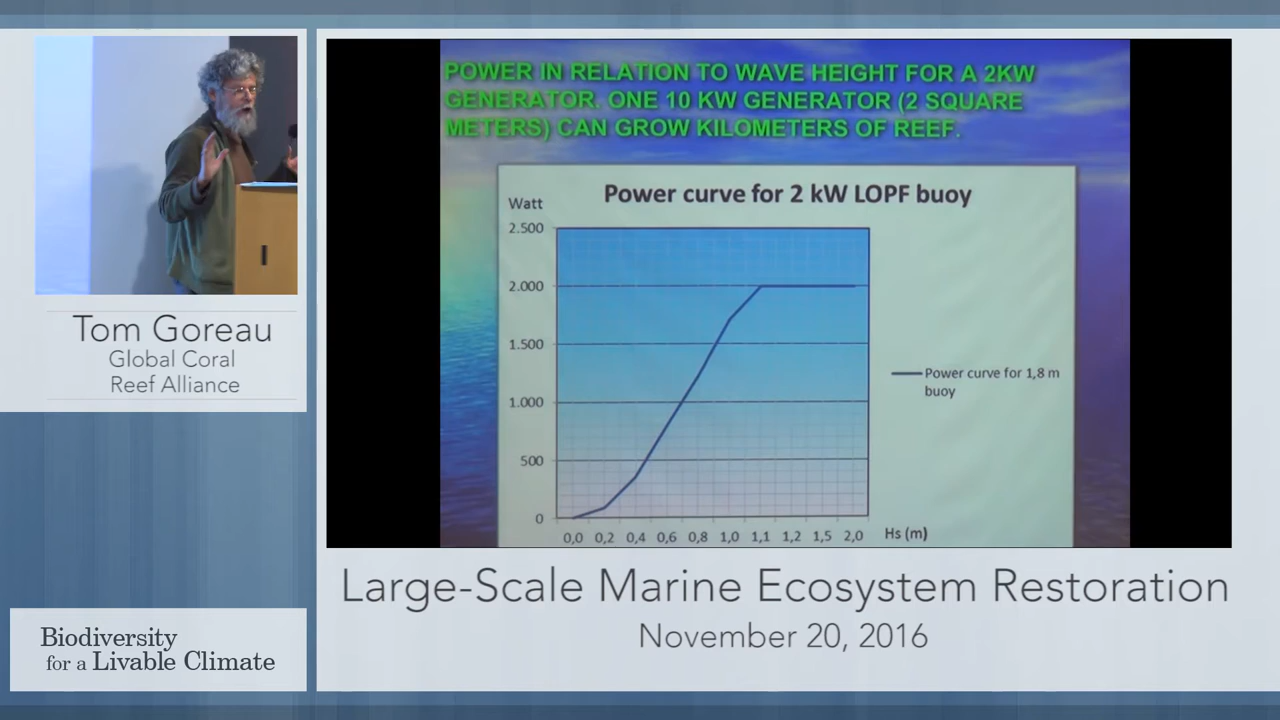 POWER IN RELATION TO WAVE HEIGHT FOR A 2KW
GENERATOR. ONE 10 KW GENERATOR (2 SQUARE
METERS) CAN GROW KILOMETERS OF REEF.
Power curve for 2 kW LOPF buoy
Watt
2.500
2.000
1.500
1.000
500
0
0,0 0,2 0,4 0,6 0,8 1,0 1,1 1,2 1,5 2,0
Hs (m)
Power curve for 1,8 m
buoy
Tom Goreau
Global Coral
Reef Alliance
Large-Scale Marine Ecosystem Restoration
November 20, 2016
Biodiversity
for a Livable Climate